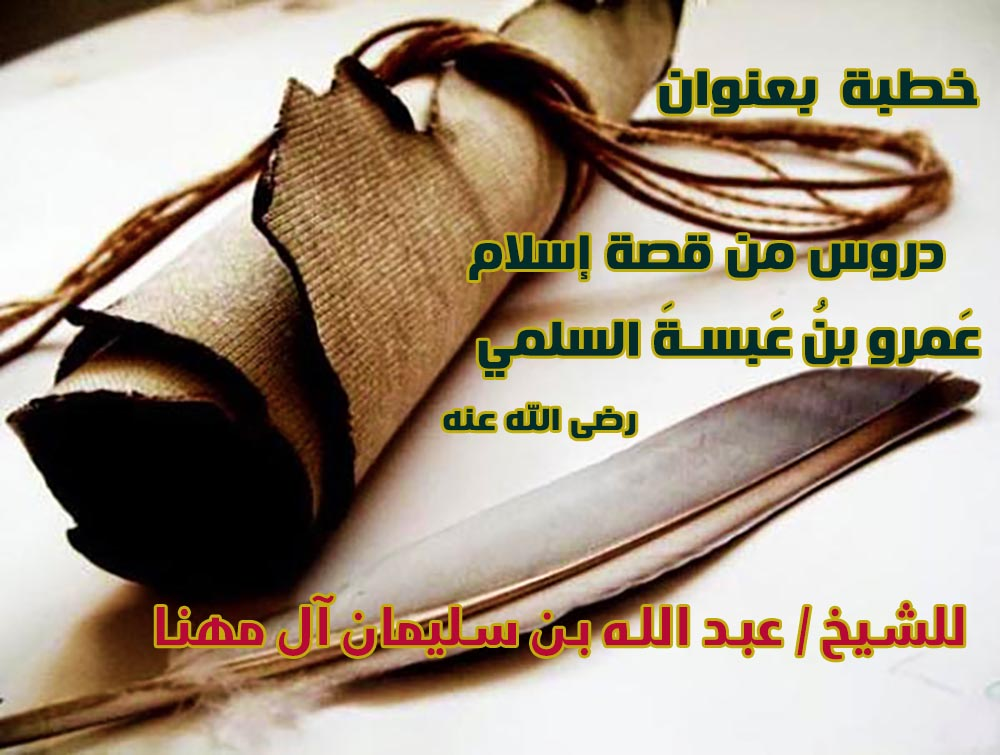 خطبة بعنوان
دروس من قصة إسلام
عَمرو بنُ عَبسةَ السلمي
رضى الله عنه
للشيخ / عبد الله بن سليمان آل مهنا